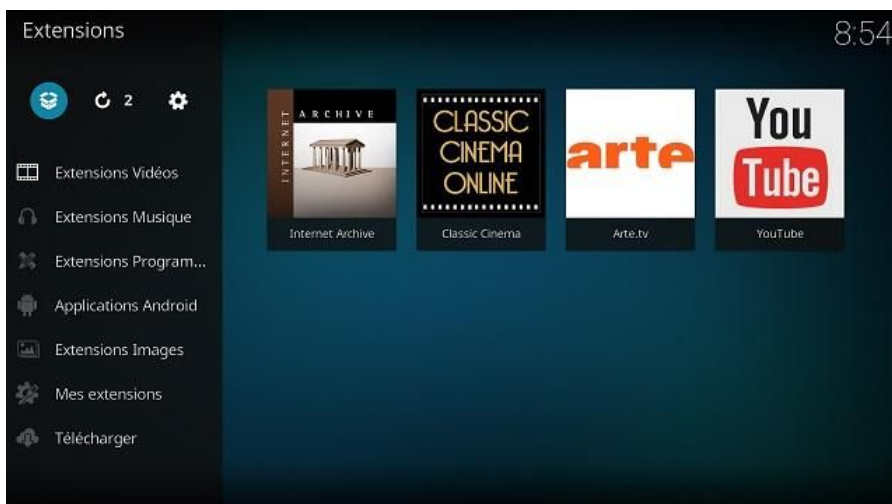 Extensions
8:54
2
Extensions Vidéos
Extensions Musique
Extensions Program...
Applications Android
Extensions Images
Mes extensions
Télécharger
INTERNET
ARCHIVE
Internet Archive
CLASSIC
CINEMA
ONLINE
Classic Cinema
arte
Arte.tv
You
Tube
YouTube